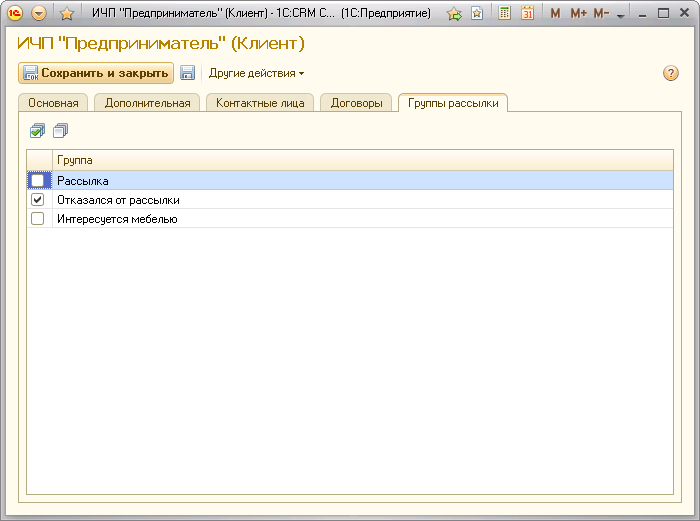 ИЧП "Предприниматель" (Клиент) - 1С:CRM С... (1С:Предприятие)
M M+ M-
31
ИЧП "Предприниматель" (Клиент)
Сохранить и закрыть
Другие действия
?
Основная
Дополнительная
Контактные лица
Договоры
Группы рассылки
Группа
Рассылка
Отказался от рассылки
Интересуется мебелью